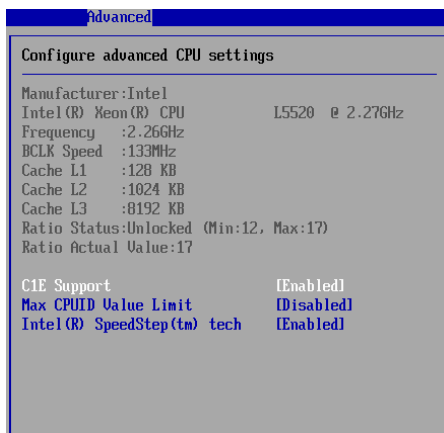 Advanced
Configure advanced CPU settings
Manufacturer:Intel
Intel(R) Xeon(R) CPU L5520 @ 2.27GHz
Frequency :2.26GHz
BCLK Speed :133MHz
Cache L1 :128 KB
Cache L2 :1024 KB
Cache L3 :8192 KB
Ratio Status:Unlocked (Min:12, Max:17)
Ratio Actual Value:17
C1E Support [Enabled]
Max CPUID Value Limit [Disabled]
Intel(R) SpeedStep(tm) tech [Enabled]